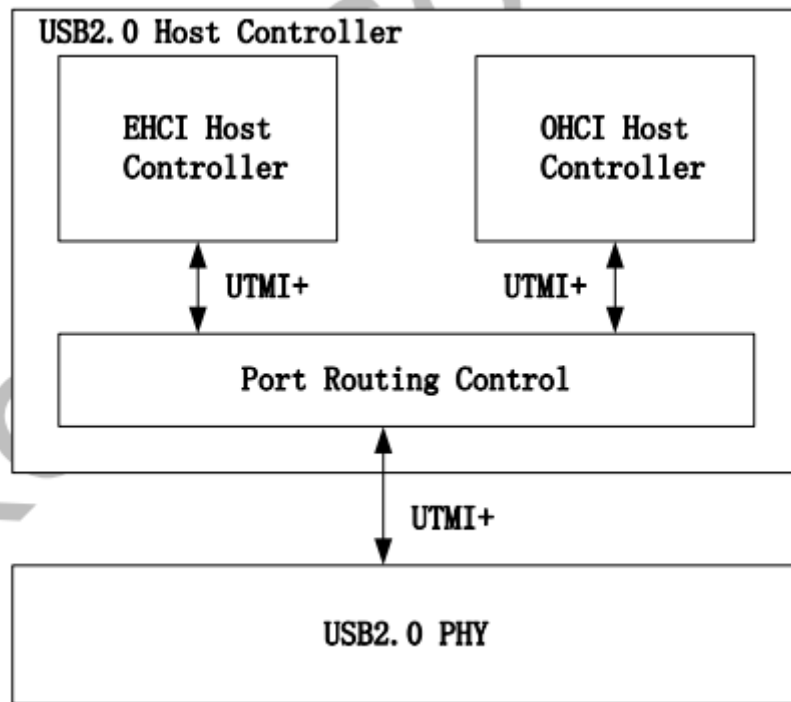 USB2.0 Host Controller
EHCI Host
Controller
OHCI Host
Controller
UTMI+
UTMI+
Port Routing Control
UTMI+
USB2.0 PHY